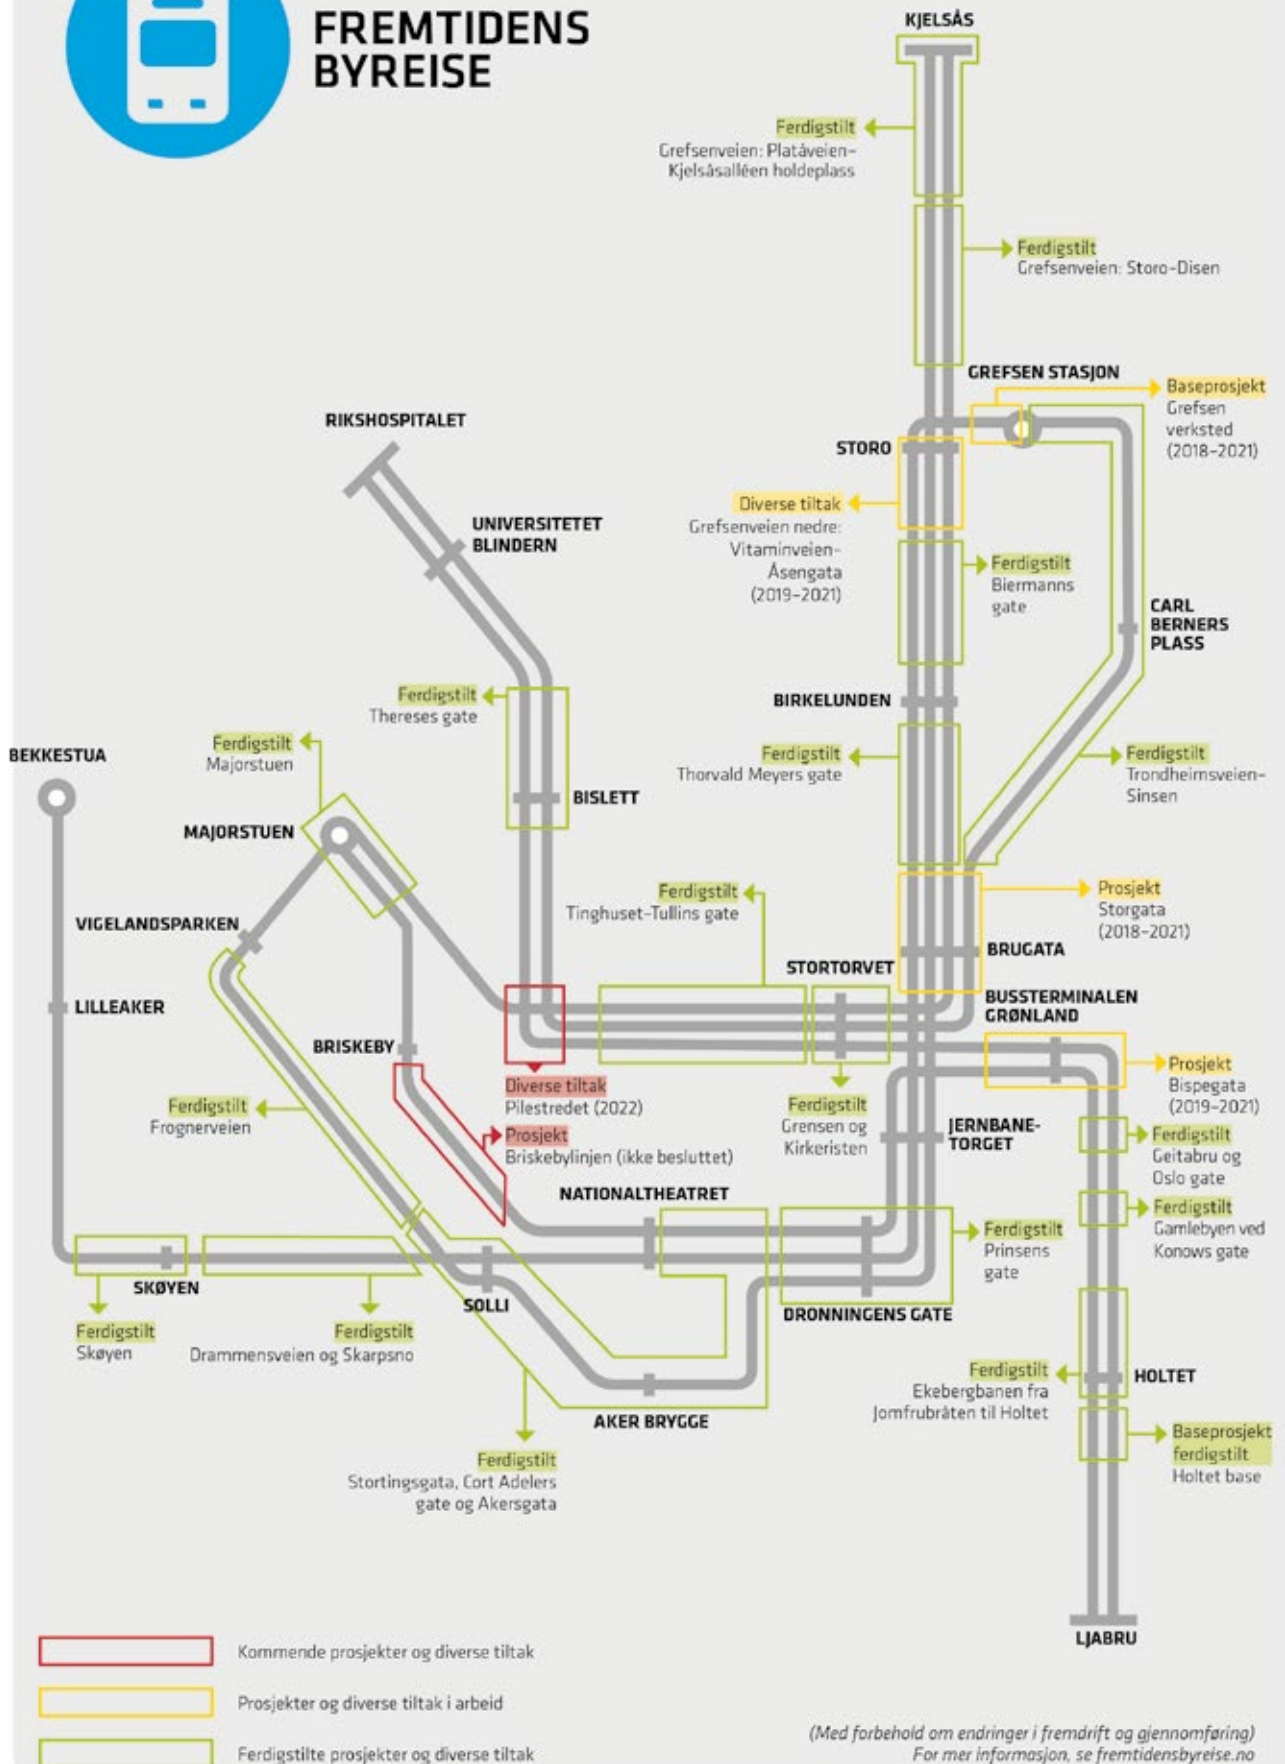 FREMTIDENS
BYREISE
KJELSÅS
Ferdigstilt
Grefsenveien: Platåveien–
Kjelsåsalléen holdeplass
Ferdigstilt
Grefsenveien: Storo-Disen
GREFSEN STASJON
Baseprosjekt
Grefsen
verksted
(2018–2021)
RIKSHOSPITALET
STORO
Diverse tiltak
Grefsenveien nedre:
Vitaminveien–
Åsengata
(2019–2021)
UNIVERSITETET
BLINDERN
Ferdigstilt
Biermanns
gate
CARL
BERNERS
PLASS
Ferdigstilt
Thereses gate
BIRKELUNDEN
Ferdigstilt
Majorstuen
BEKKESTUA
Ferdigstilt
Thorvald Meyers gate
Ferdigstilt
Trondheimsveien–
Sinsen
BISLETT
MAJORSTUEN
Ferdigstilt
Tinghuset-Tullins gate
Prosjekt
Storgata
(2018–2021)
VIGELANDSPARKEN
STORTORVET
BRUGATA
LILLEAKER
BUSSTERMINALEN
GRØNLAND
BRISKEBY
Prosjekt
Bispegata
(2019–2021)
Diverse tiltak
Pilestredet (2022)
Ferdigstilt
Frognerveien
Ferdigstilt
Grensen og
Kirkeristen
JERNBANE-
TORGET
Ferdigstilt
Geitabru og
Oslo gate
Prosjekt
Briskebylinjen (ikke besluttet)
NATIONALTHEATRET
Ferdigstilt
Gamlebyen ved
Konows gate
Ferdigstilt
Prinsens
gate
SKØYEN
SOLLI
DRONNINGENS GATE
Ferdigstilt
Skøyen
Ferdigstilt
Drammensveien og Skarpsno
Ferdigstilt
Ekebergbanen fra
Jomfrubråten til Holtet
HOLTET
AKER BRYGGE
Baseprosjekt
ferdigstilt
Holtet base
Ferdigstilt
Stortingsgata, Cort Adelers
gate og Akersgata
LJABRU
Kommende prosjekter og diverse tiltak
Prosjekter og diverse tiltak i arbeid
Ferdigstilte prosjekter og diverse tiltak
(Med forbehold om endringer i fremdrift og gjennomføring)
For mer informasjon, se fremtidensbyreise.no